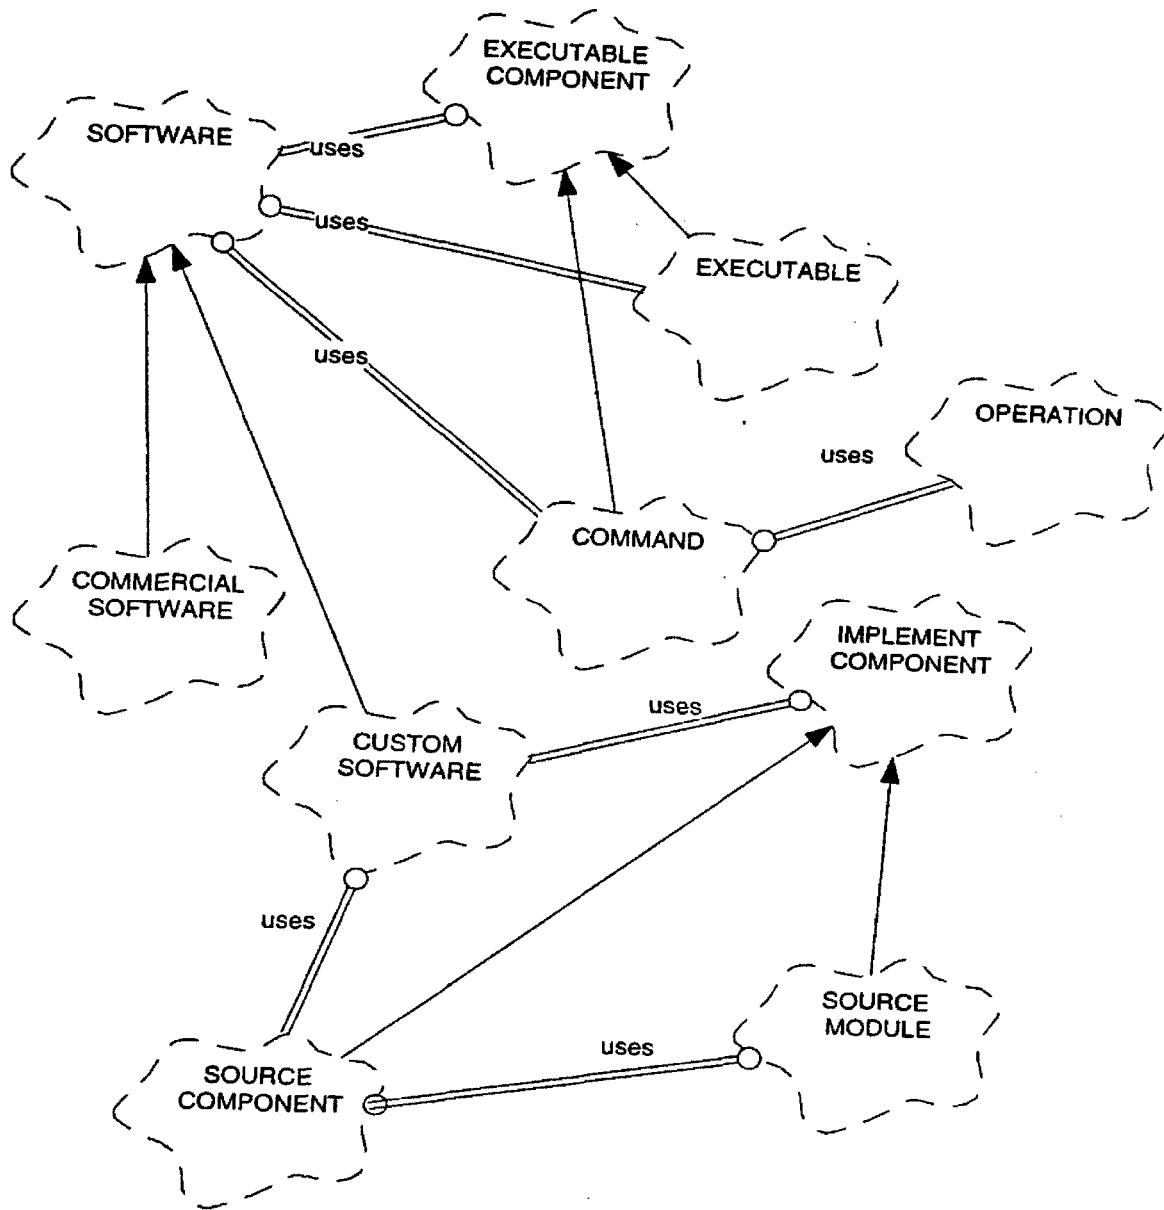 EXECUTABLE
COMPONENT
SOFTWARE
uses
uses
EXECUTABLE
uses
OPERATION
uses
COMMAND
COMMERCIAL
SOFTWARE
IMPLEMENT
COMPONENT
uses
CUSTOM
SOFTWARE
uses
SOURCE
MODULE
uses
SOURCE
COMPONENT